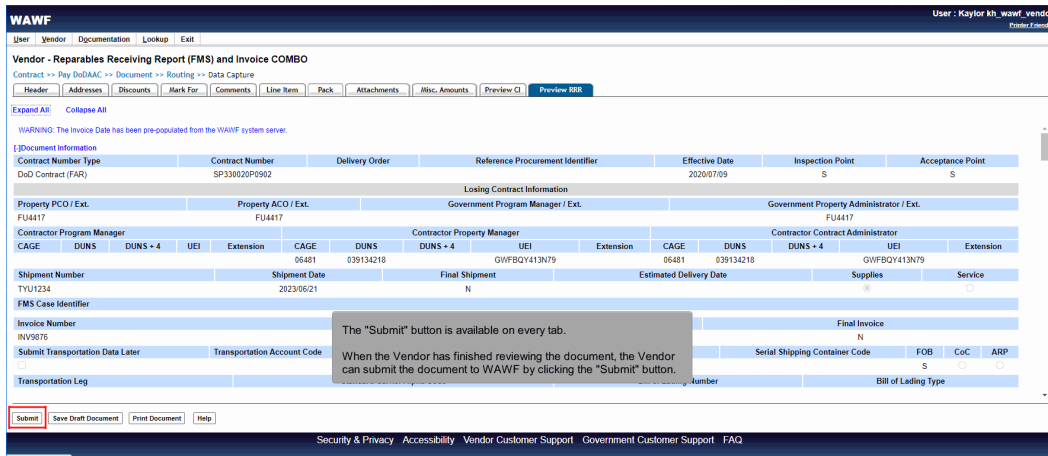 WAWF
User : Kaylor kh_wawf_vendo
Printer Friend
User Vendor Documentation Lookup Exit
Vendor - Reparables Receiving Report (FMS) and Invoice COMBO
Contract >> Pay DoDAAC >> Document >> Routing >> Data Capture
Header Addresses Discounts Mark For Comments Line Item Pack Attachments Misc. Amounts Preview CI Preview RRR
Expand All Collapse All
WARNING: The Invoice Date has been pre-populated from the WAWF system server.
[-]Document Information
Contract Number Type Contract Number Delivery Order Reference Procurement Identifier Effective Date Inspection Point Acceptance Point
DoD Contract (FAR) SP330020P0902 2020/07/09 S S
Losing Contract Information
Property PCO / Ext. Property ACO / Ext. Government Program Manager / Ext. Government Property Administrator / Ext.
FU4417 FU4417 FU4417
Contractor Program Manager Contractor Property Manager Contractor Contract Administrator
CAGE DUNS DUNS + 4 UEI Extension CAGE DUNS DUNS + 4 UEI Extension CAGE DUNS DUNS + 4 UEI Extension
06481 039134218 GWFBQY413N79 06481 039134218 GWFBQY413N79
Shipment Number Shipment Date Final Shipment Estimated Delivery Date Supplies Service
TYU1234 2023/06/21 N
FMS Case Identifier
Invoice Number Final Invoice
INV9876 N
The "Submit" button is available on every tab.
When the Vendor has finished reviewing the document, the Vendor
can submit the document to WAWF by clicking the "Submit" button.
Submit Transportation Data Later Transportation Account Code Serial Shipping Container Code FOB CoC ARP
S
Transportation Leg Bill of Lading Number Bill of Lading Type
Submit Save Draft Document Print Document Help
Security & Privacy Accessibility Vendor Customer Support Government Customer Support FAQ